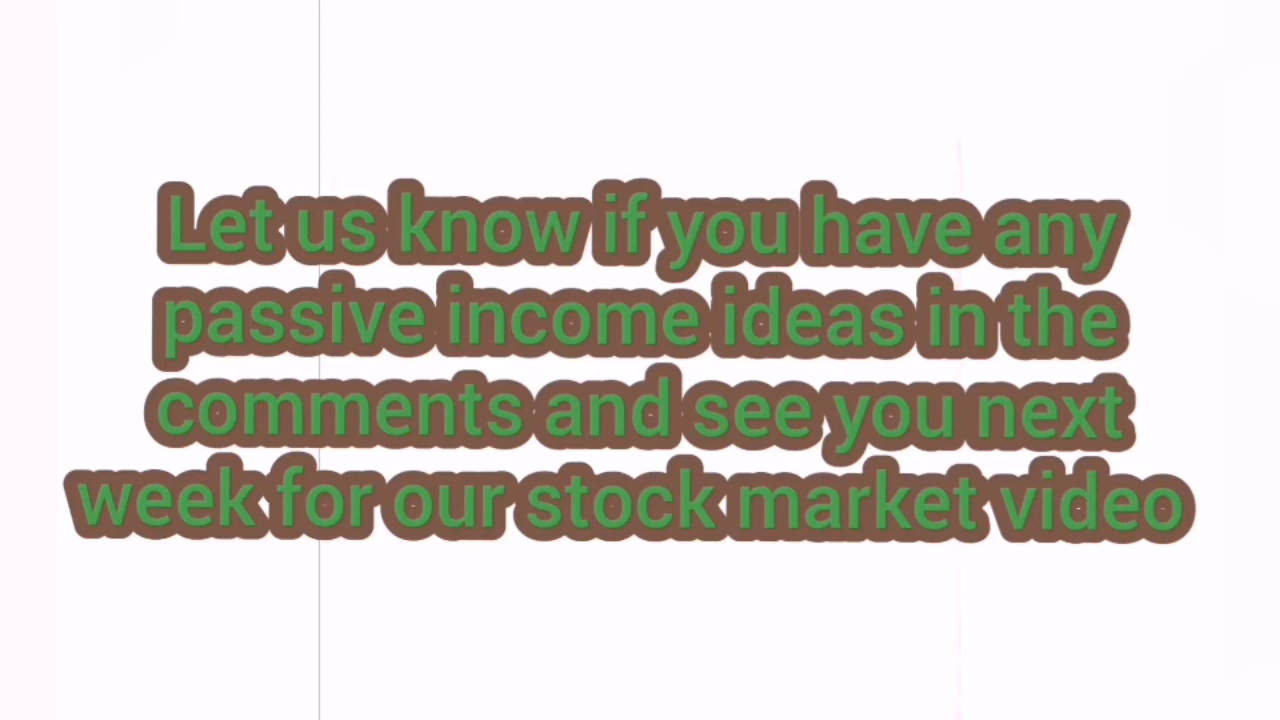 Let us know if you have any
passive income ideas in the
comments and see you next
week for our stock market video